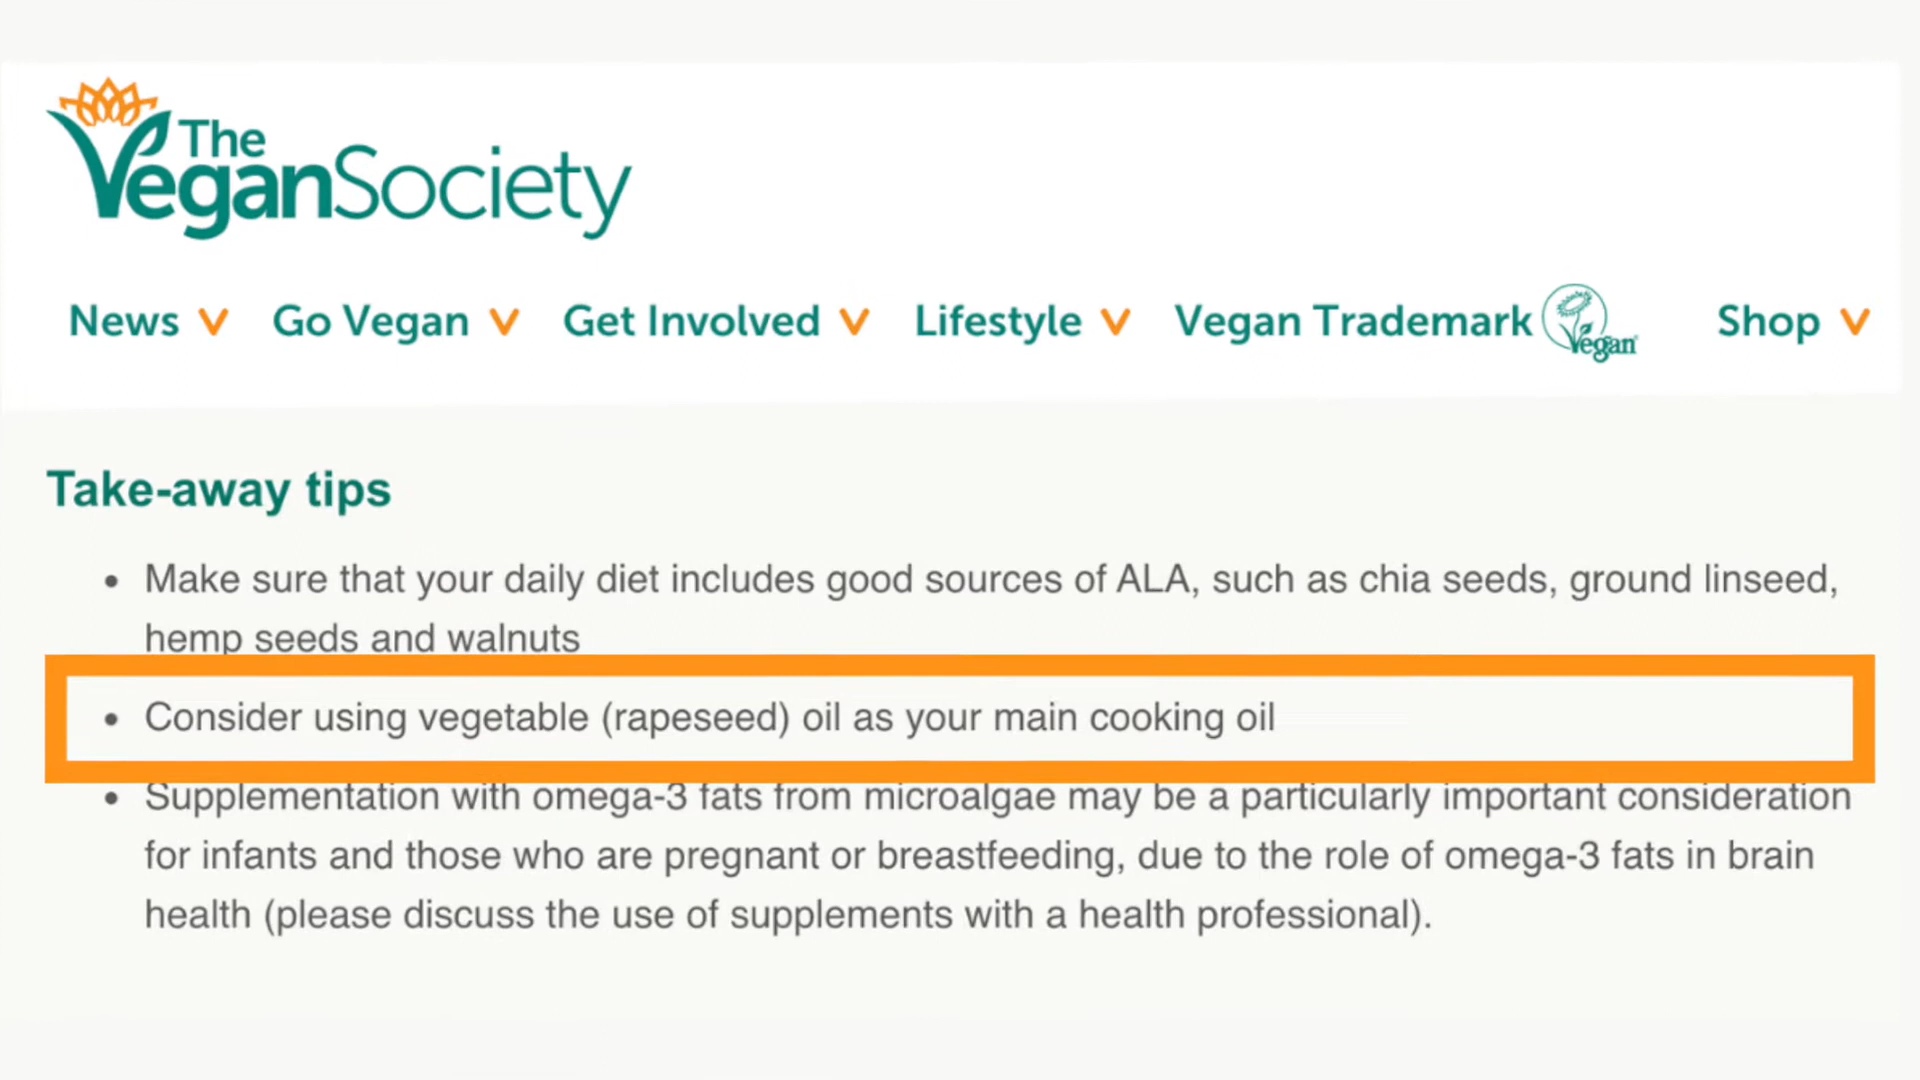 The
VeganSociety
News Go Vegan Get Involved Lifestyle Vegan Trademark Vegan Shop
Take-away tips
• Make sure that your daily diet includes good sources of ALA, such as chia seeds, ground linseed,
hemp seeds and walnuts
• Consider using vegetable (rapeseed) oil as your main cooking oil
• Supplementation with omega-3 fats from microalgae may be a particularly important consideration
for infants and those who are pregnant or breastfeeding, due to the role of omega-3 fats in brain
health (please discuss the use of supplements with a health professional).